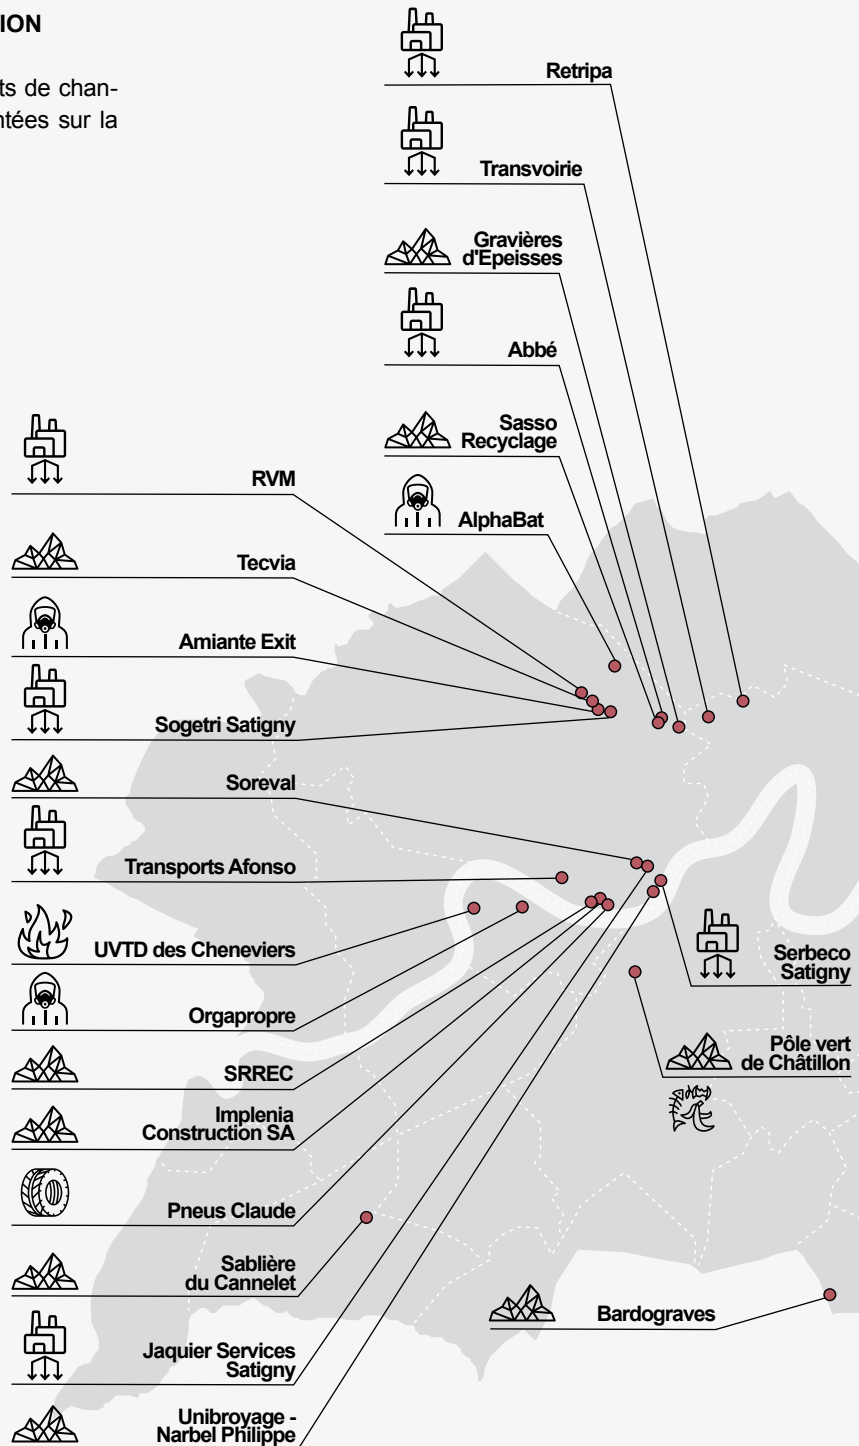 ION
ts de chan-
ntées sur la
Retripa
Transvoirie
Gravières
d'Epeisses
Abbé
Sasso
Recyclage
AlphaBat
RVM
Tecvia
Amiante Exit
Sogetri Satigny
Soreval
Transports Afonso
UVTD des Cheneviers
Orgapropre
SRREC
Implenia
Construction SA
Pneus Claude
Sablière
du Cannelet
Jaquier Services
Satigny
Unibroyage -
Narbel Philippe
Serbeco
Satigny
Pôle vert
de Châtillon
Bardograves